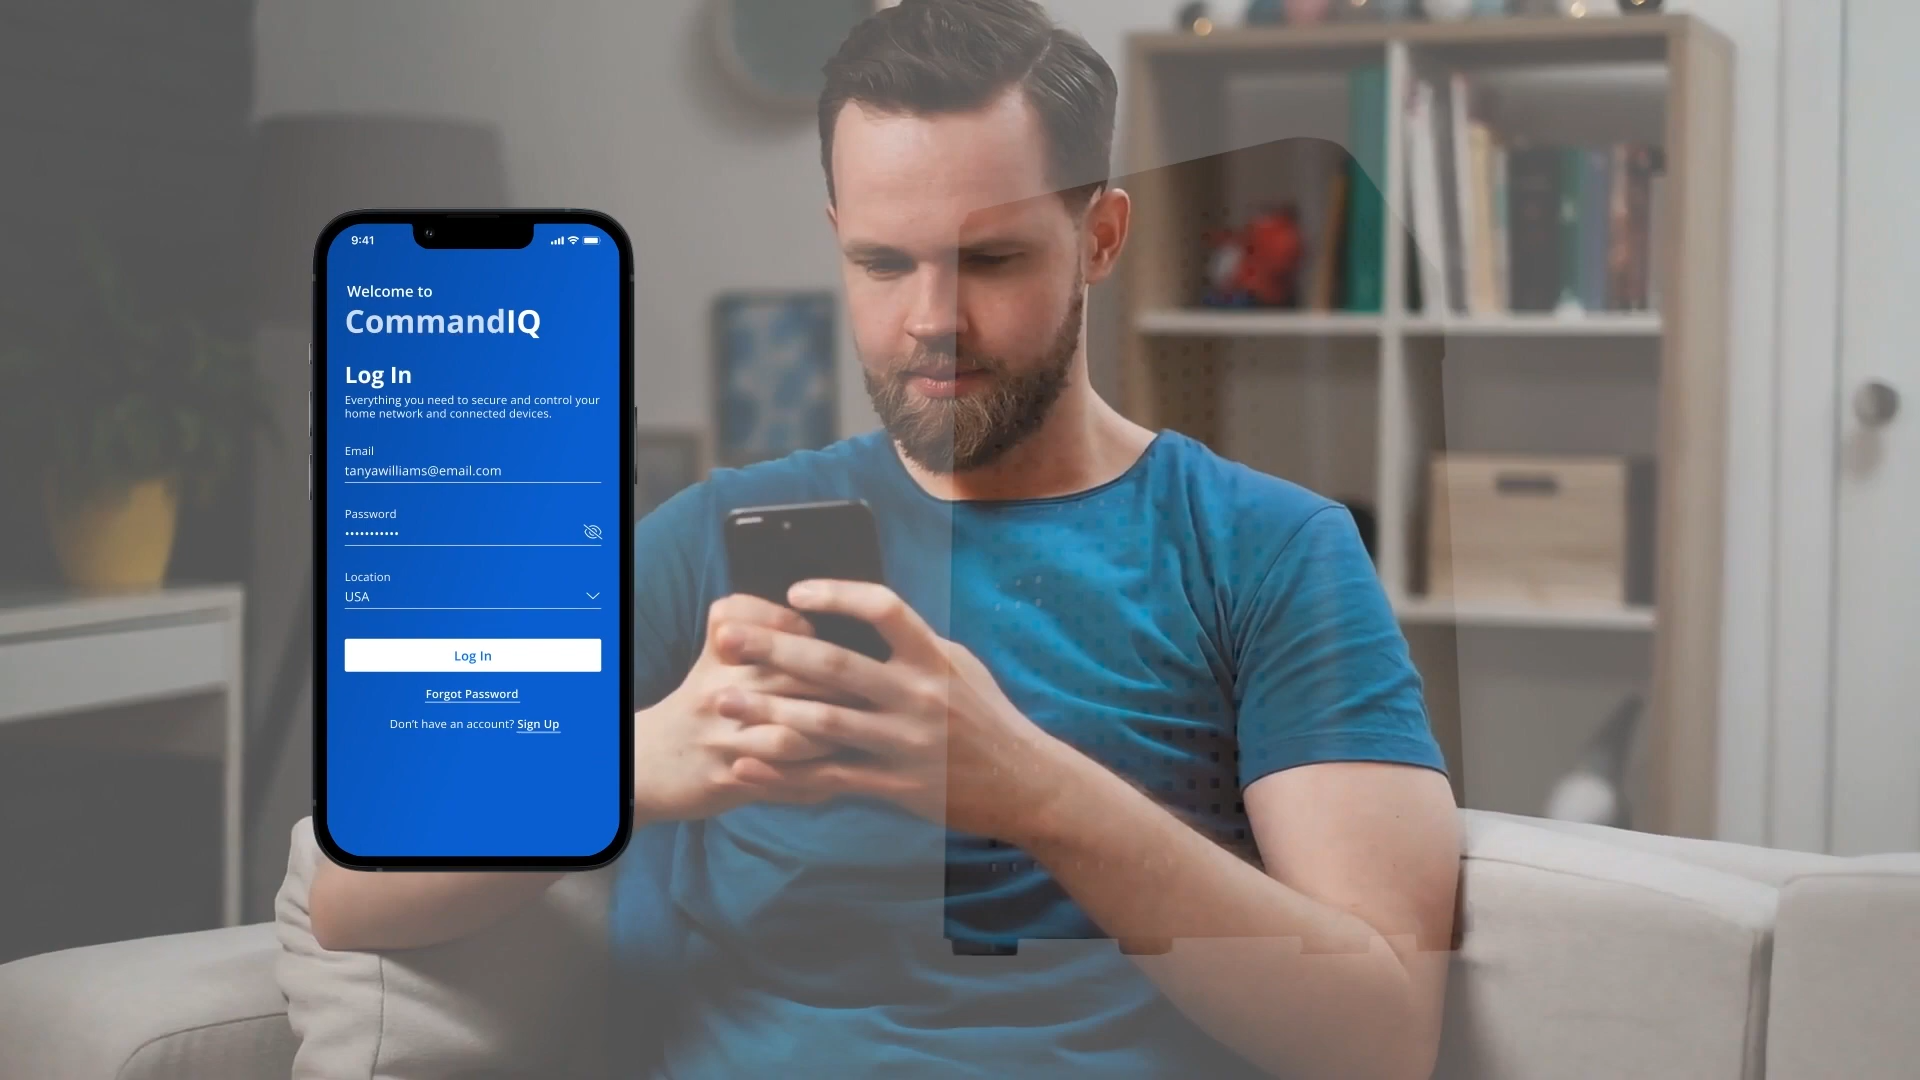 9:41
Welcome to
CommandIQ
Log In
Everything you need to secure and control your
home network and connected devices.
Email
tanyawilliams@email.com
Password
•••••••••••
Location
USA
Log In
Forgot Password
Don't have an account? Sign Up